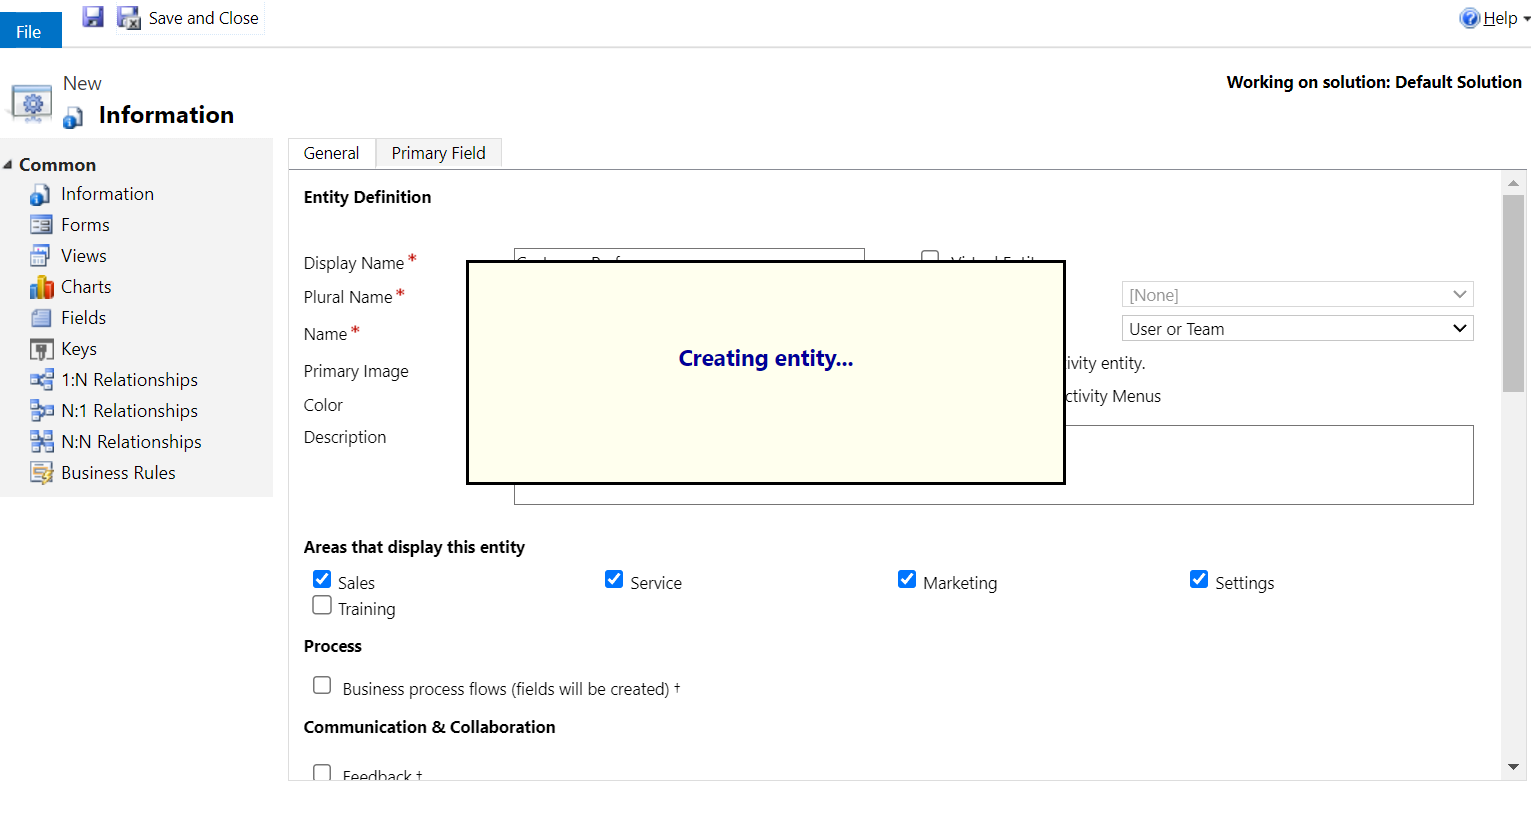 File
Save and Close
Help
New
Information
Working on solution: Default Solution
Common
Information
Forms
Views
Charts
Fields
Keys
1:N Relationships
N:1 Relationships
N:N Relationships
Business Rules
General
Primary Field
Entity Definition
Display Name *
Plural Name *
[None]
Name *
User or Team
Creating entity...
Primary Image
ivity entity.
Color
ctivity Menus
Description
Areas that display this entity
Sales
Service
Marketing
Settings
Training
Process
Business process flows (fields will be created) †
Communication & Collaboration
Feedback †